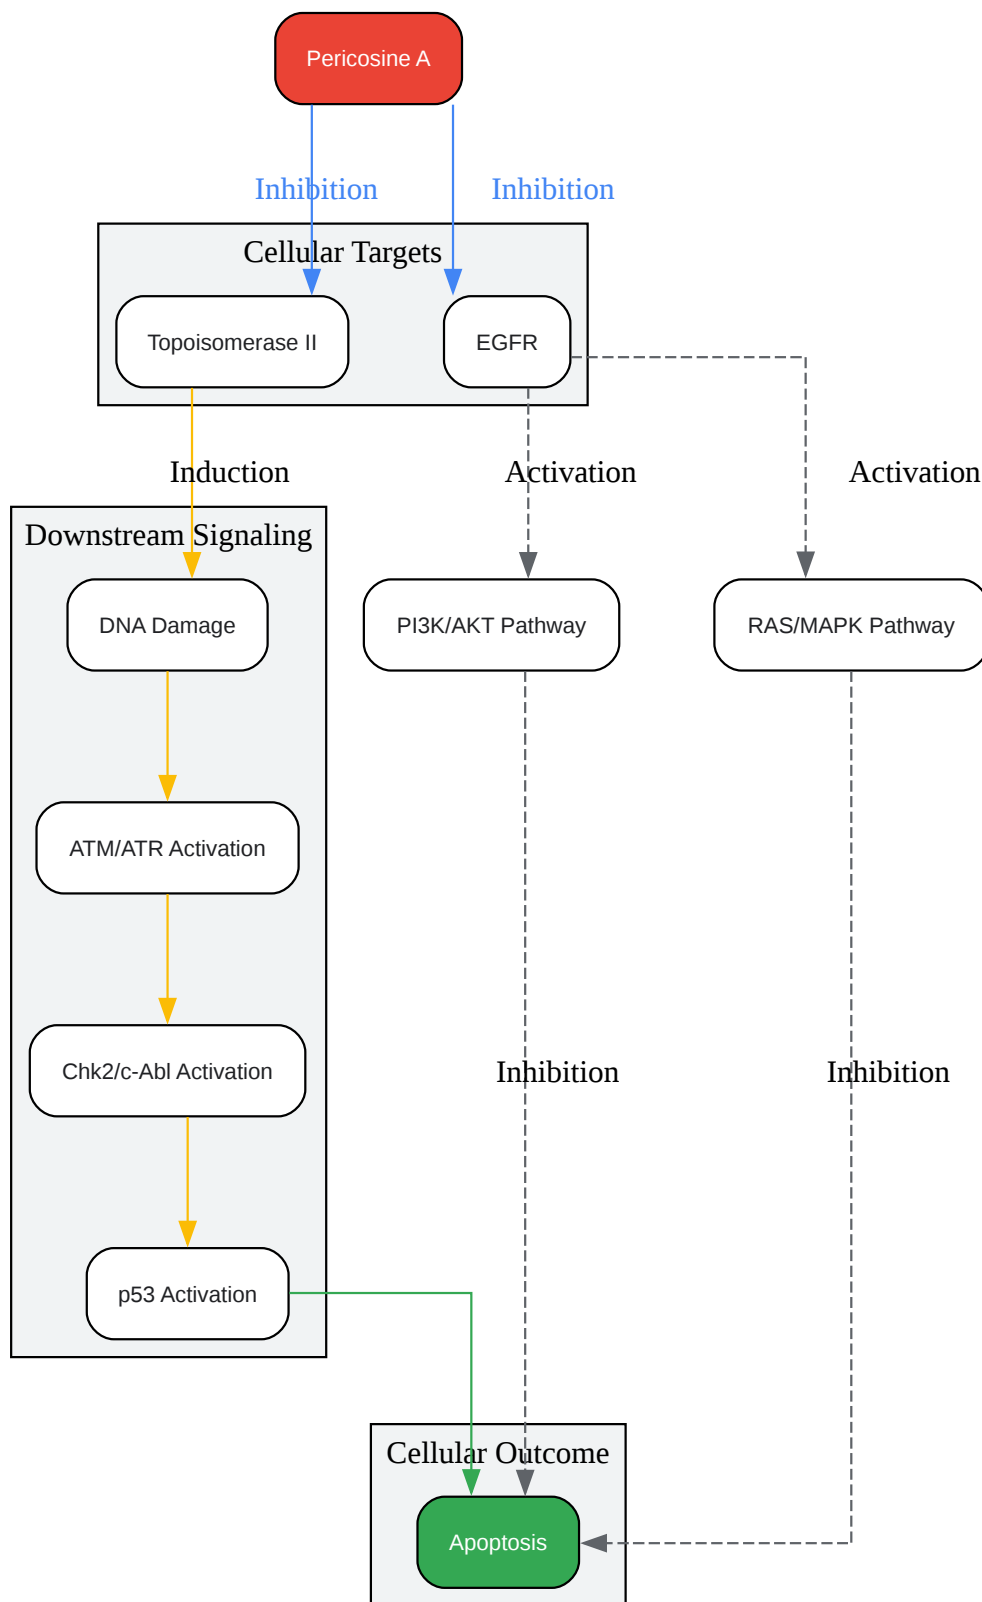 Pericosine A
Inhibition
Inhibition
Cellular Targets
Topoisomerase II
EGFR
Induction
Activation
Activation
Downstream Signaling
DNA Damage
PI3K/AKT Pathway
RAS/MAPK Pathway
ATM/ATR Activation
Chk2/c-Abl Activation
Inhibition
Inhibition
p53 Activation
Cellular Outcome
Apoptosis